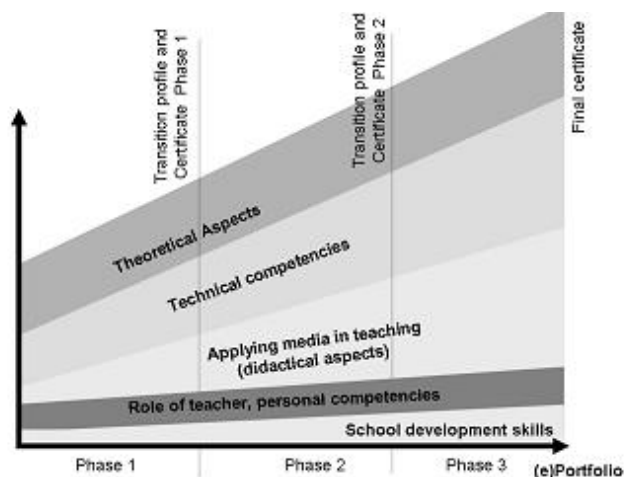 Transition profile and
Certificate Phase 1
Transition profile and
Certificate Phase 2
Final certificate
Theoretical Aspects
Technical competencies
Applying media in teaching
(didactical aspects)
Role of teacher, personal competencies
School development skills
Phase 1
Phase 2
Phase 3
(e)Portfolio